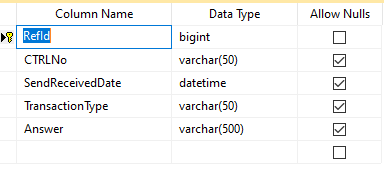 Column Name Data Type Allow Nulls
RefId bigint
CTRLNo varchar(50)
SendReceivedDate datetime
TransactionType varchar(50)
Answer varchar(500)